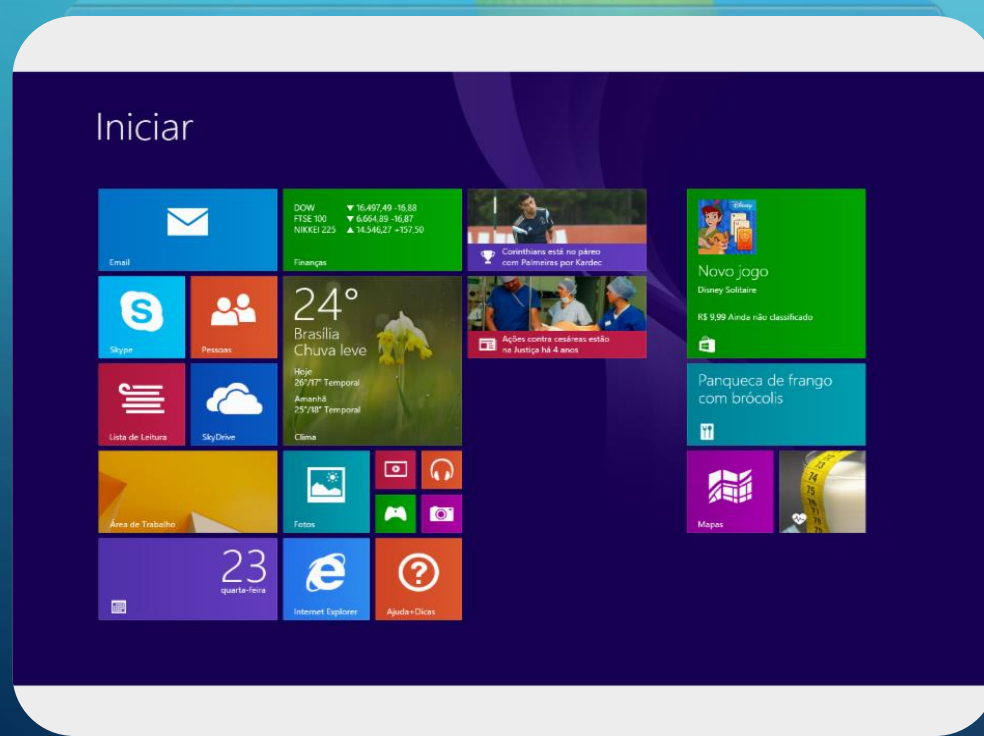 Iniciar
Email
DOW ▼ 16.497,49 -16,88
FTSE 100 ▼ 6.664,89 -16,87
NIKKEI 225 ▲ 14.546,27 +157,50
Finanças
Corinthians está no páreo
com Palmeiras por Kardec
Disney
Novo jogo
Disney Solitaire
R$ 9,99 Ainda não classificado
Skype
Pessoas
24°
Brasília
Chuva leve
Hoje
26°/17° Temporal
Amanhã
25°/18° Temporal
Clima
Ações contra cesáreas estão
na Justiça há 4 anos
Lista de Leitura
SkyDrive
Panqueca de frango
com brócolis
Área de Trabalho
Fotos
Mapas
23
quarta-feira
Internet Explorer
Ajuda+Dicas